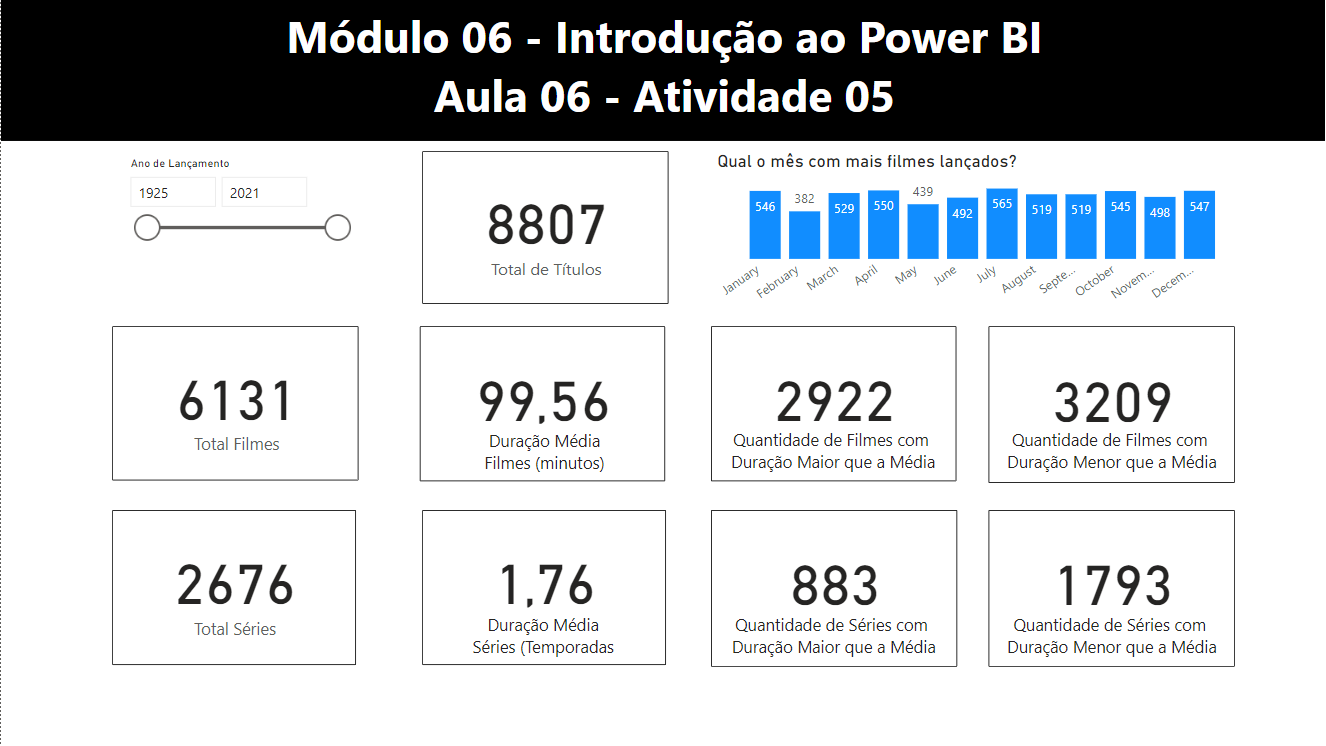 Módulo 06 - Introdução ao Power BI
Aula 06 - Atividade 05
Ano de Lançamento
1925 2021
8807
Total de Títulos
Qual o mês com mais filmes lançados?
546 382 529 550 439 492 565 519 519 545 498 547
January February March April May June July August Septe... October Novem... Decem...
6131
Total Filmes
99,56
Duração Média
Filmes (minutos)
2922
Quantidade de Filmes com
Duração Maior que a Média
3209
Quantidade de Filmes com
Duração Menor que a Média
2676
Total Séries
1,76
Duração Média
Séries (Temporadas
883
Quantidade de Séries com
Duração Maior que a Média
1793
Quantidade de Séries com
Duração Menor que a Média